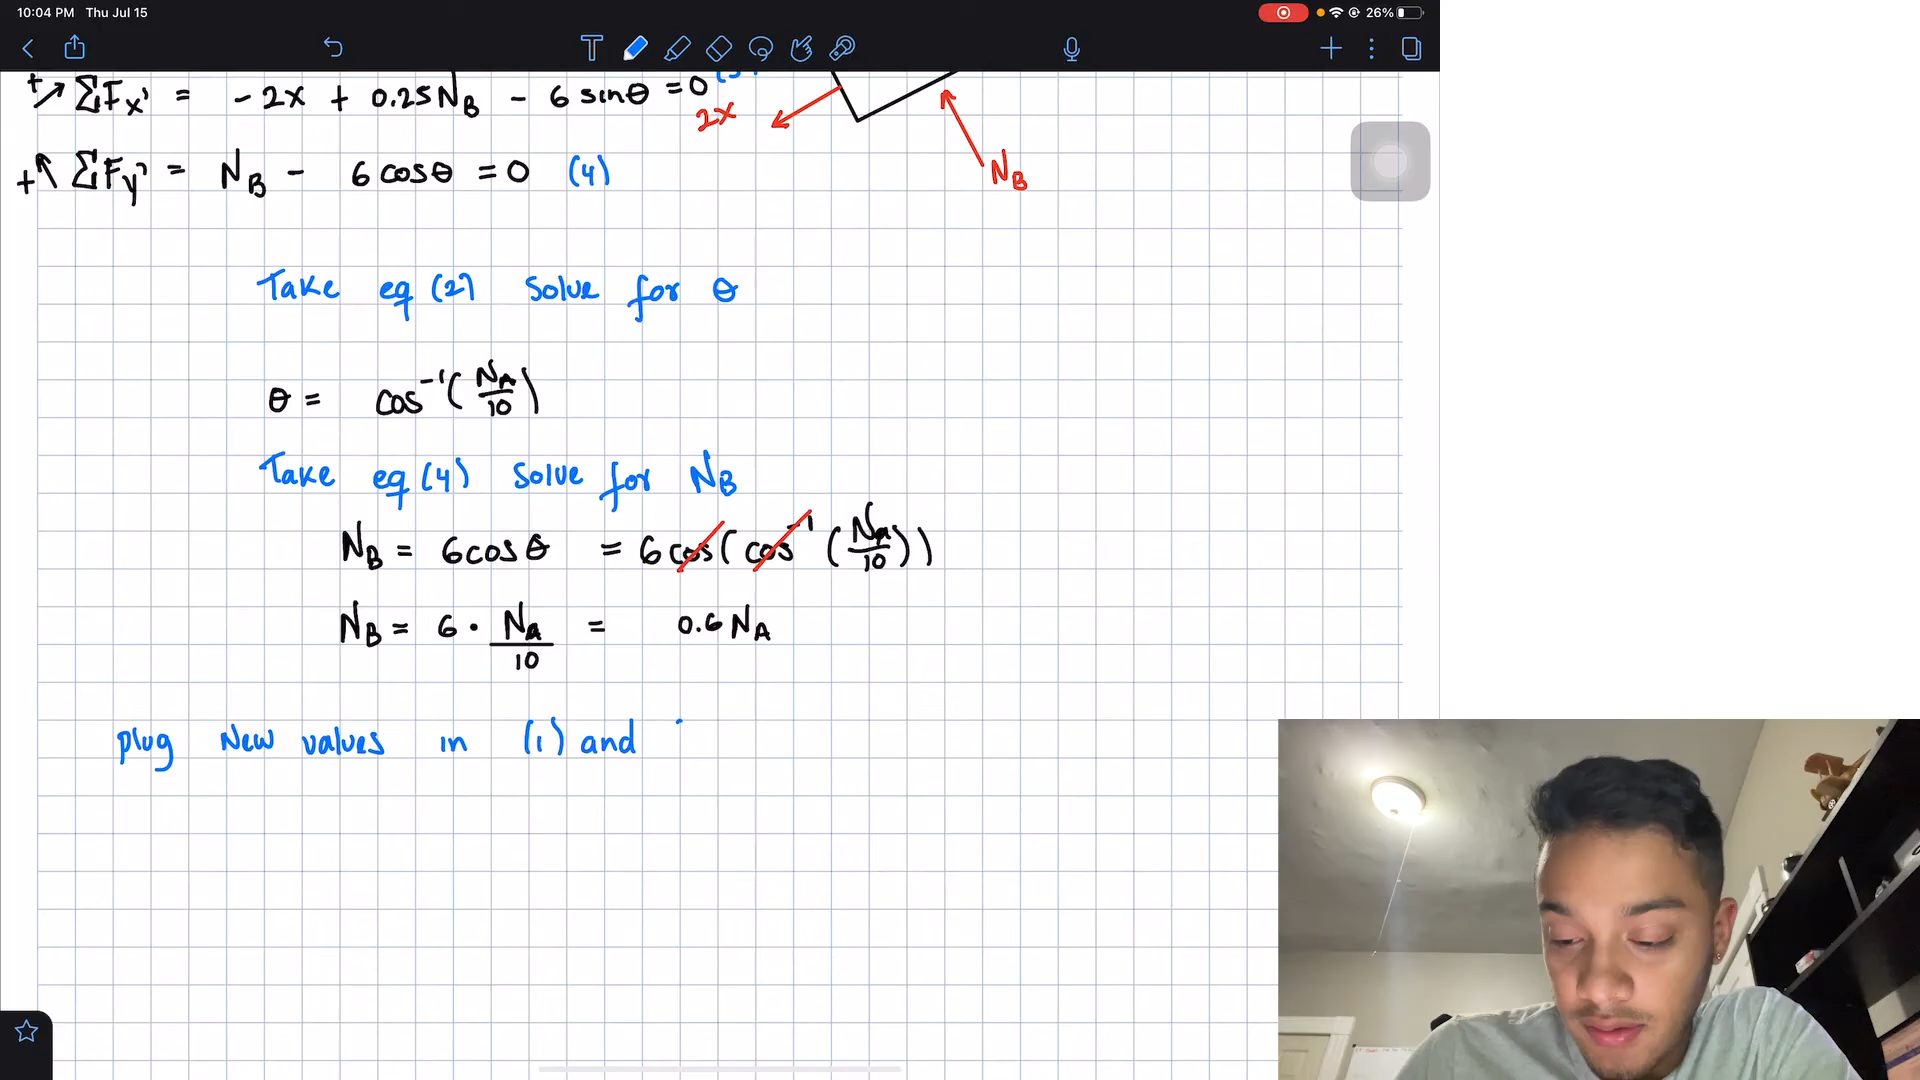 10:04 PM Thu Jul 15
26%
ΣFx' = - 2x + 0.25NB - 6 sinθ = 0
2x
+ ΣFy' = NB - 6 cosθ = 0 (4)
NB
Take eq (2) solve for θ
θ = cos⁻¹(NA/10)
Take eq (4) solve for NB
NB = 6cosθ = 6cos(cos⁻¹(NA/10))
NB = 6 · NA/10 = 0.6 NA
plug New values in (1) and